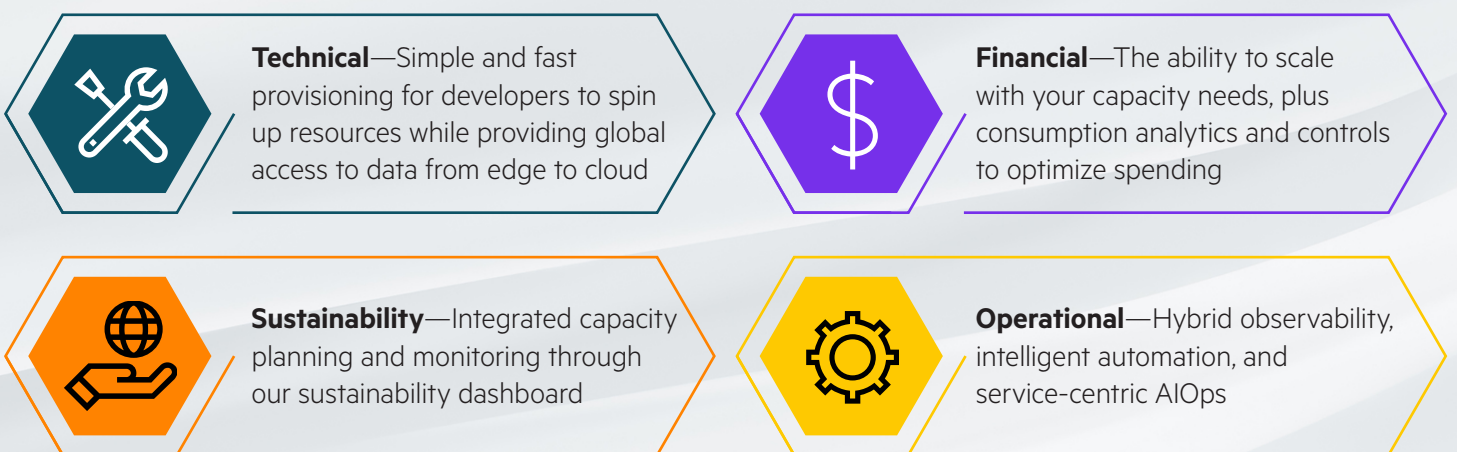 Technical—Simple and fast
provisioning for developers to spin
up resources while providing global
access to data from edge to cloud
Financial—The ability to scale
with your capacity needs, plus
consumption analytics and controls
to optimize spending
Sustainability—Integrated capacity
planning and monitoring through
our sustainability dashboard
Operational—Hybrid observability,
intelligent automation, and
service-centric AIOps